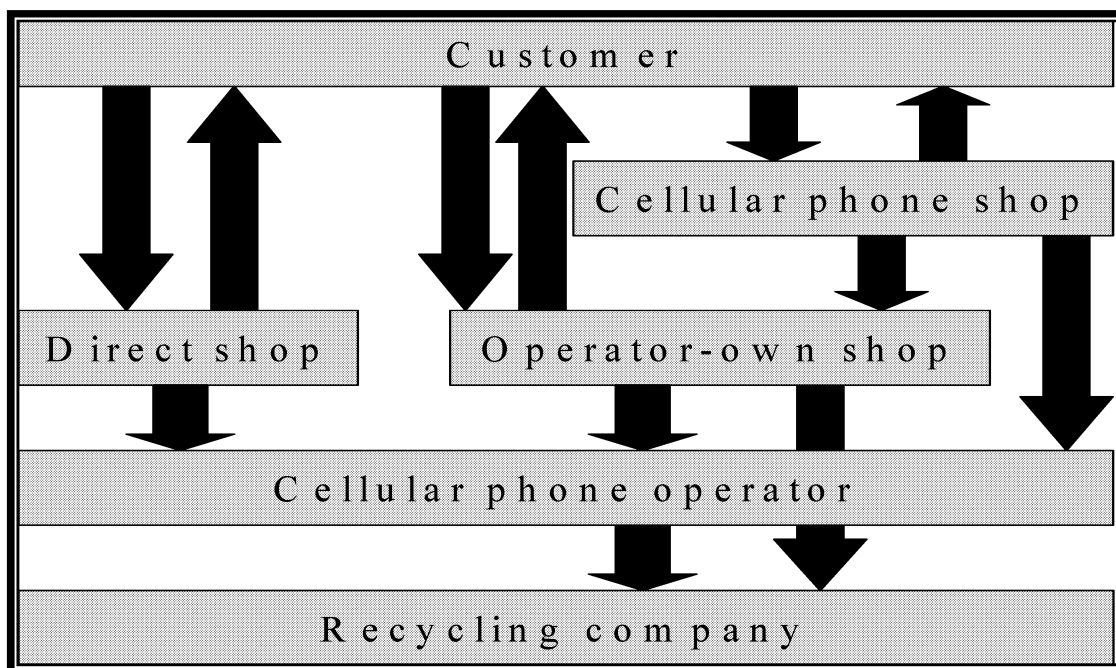 Customer
Cellular phone shop
Direct shop
Operator-own shop
Cellular phone operator
Recycling company